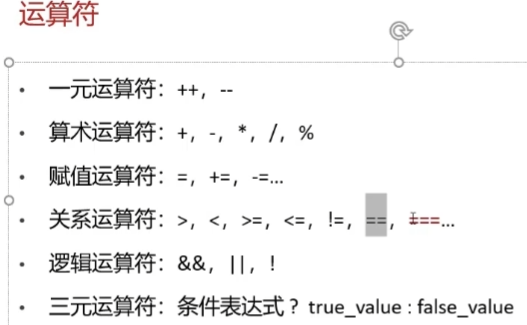 运算符
• 一元运算符：++，--
• 算术运算符：+，-，*，/，%
• 赋值运算符：=，+=，-=...
• 关系运算符：>，<，>=，<=，!=，==，===...
• 逻辑运算符：&&，||，!
• 三元运算符：条件表达式？true_value : false_value